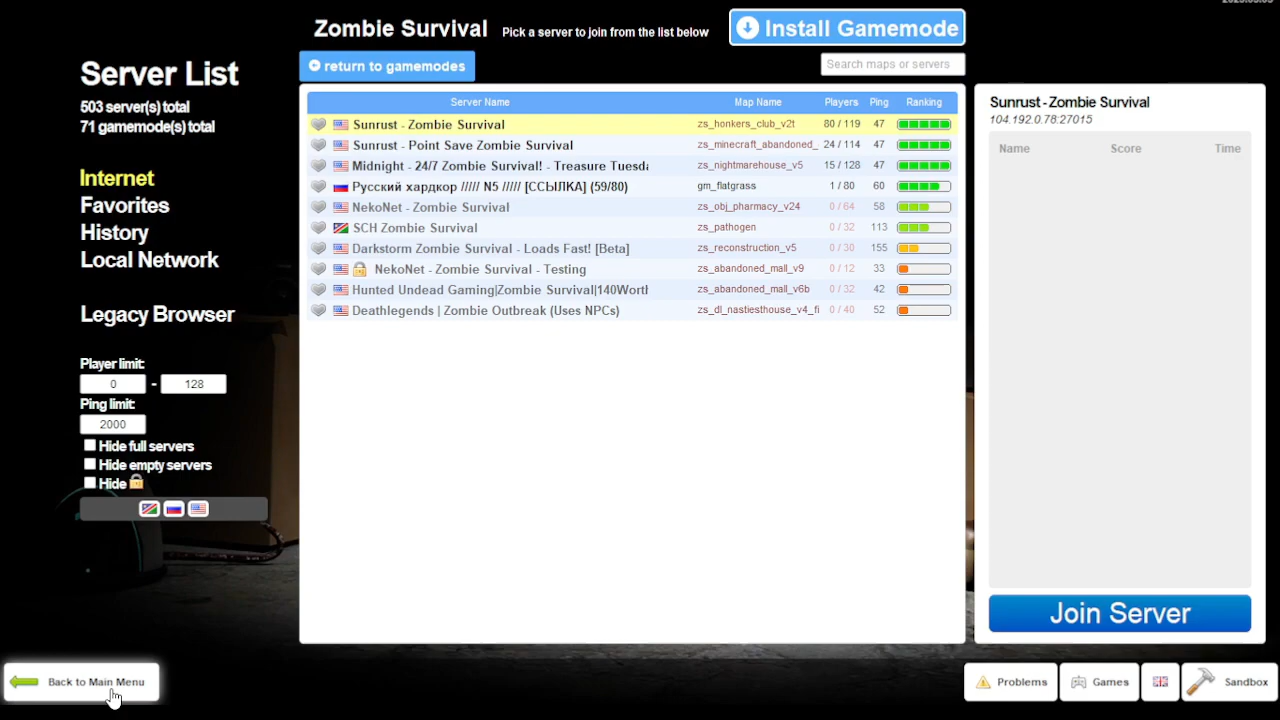 Zombie Survival Pick a server to join from the list below Install Gamemode
return to gamemodes Search maps or servers
Server List
503 server(s) total
71 gamemode(s) total
Internet
Favorites
History
Local Network
Legacy Browser
Player limit:
0 - 128
Ping limit:
2000
Hide full servers
Hide empty servers
Hide
Server Name Map Name Players Ping Ranking
Sunrust - Zombie Survival zs_honkers_club_v2t 80 / 119 47
Sunrust - Point Save Zombie Survival zs_minecraft_abandoned_ 24 / 114 47
Midnight - 24/7 Zombie Survival! - Treasure Tuesda zs_nightmarehouse_v5 15 / 128 47
Русский хардкор ///// N5 ///// [ССЫЛКА] (59/80) gm_flatgrass 1 / 80 60
NekoNet - Zombie Survival zs_obj_pharmacy_v24 0 / 64 58
SCH Zombie Survival zs_pathogen 0 / 32 113
Darkstorm Zombie Survival - Loads Fast! [Beta] zs_reconstruction_v5 0 / 30 155
NekoNet - Zombie Survival - Testing zs_abandoned_mall_v9 0 / 12 33
Hunted Undead Gaming|Zombie Survival|140Worth zs_abandoned_mall_v6b 0 / 32 42
Deathlegends | Zombie Outbreak (Uses NPCs) zs_dl_nastiesthouse_v4_fi 0 / 40 52
Sunrust - Zombie Survival
104.192.0.78:27015
Name Score Time
Join Server
Back to Main Menu
Problems Games Sandbox